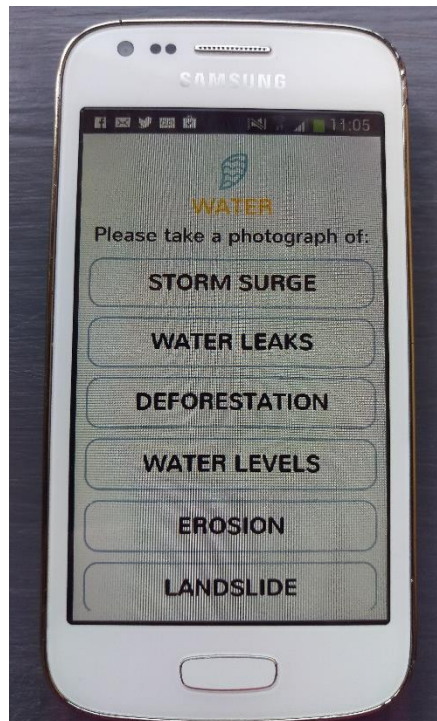 SAMSUNG
11:05
WATER
Please take a photograph of:
STORM SURGE
WATER LEAKS
DEFORESTATION
WATER LEVELS
EROSION
LANDSLIDE